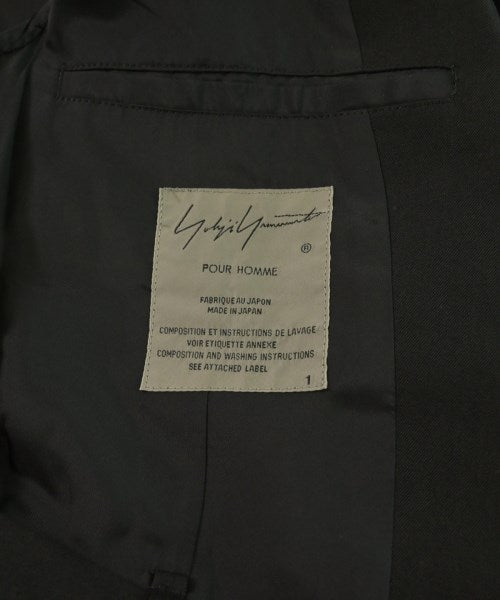 Yohji Yamamoto
®
POUR HOMME
FABRIQUE AU JAPON
MADE IN JAPAN
COMPOSITION ET INSTRUCTIONS DE LAVAGE
VOIR ETIQUETTE ANNEXE
COMPOSITION AND WASHING INSTRUCTIONS
SEE ATTACHED LABEL
1